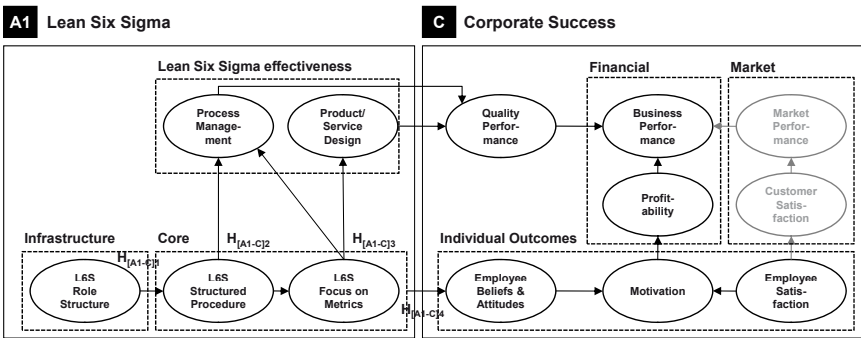 A1 Lean Six Sigma
C Corporate Success
Lean Six Sigma effectiveness
Financial
Market
Process
Manage-
ment
Product/
Service
Design
Quality
Perfor-
mance
Business
Perfor-
mance
Market
Perfor-
mance
Profit-
ability
Customer
Satis-
faction
Infrastructure
Core
H[A1-C]1
H[A1-C]2
H[A1-C]3
Individual Outcomes
L6S
Role
Structure
L6S
Structured
Procedure
L6S
Focus on
Metrics
H[A1-C]4
Employee
Beliefs &
Attitudes
Motivation
Employee
Satis-
faction